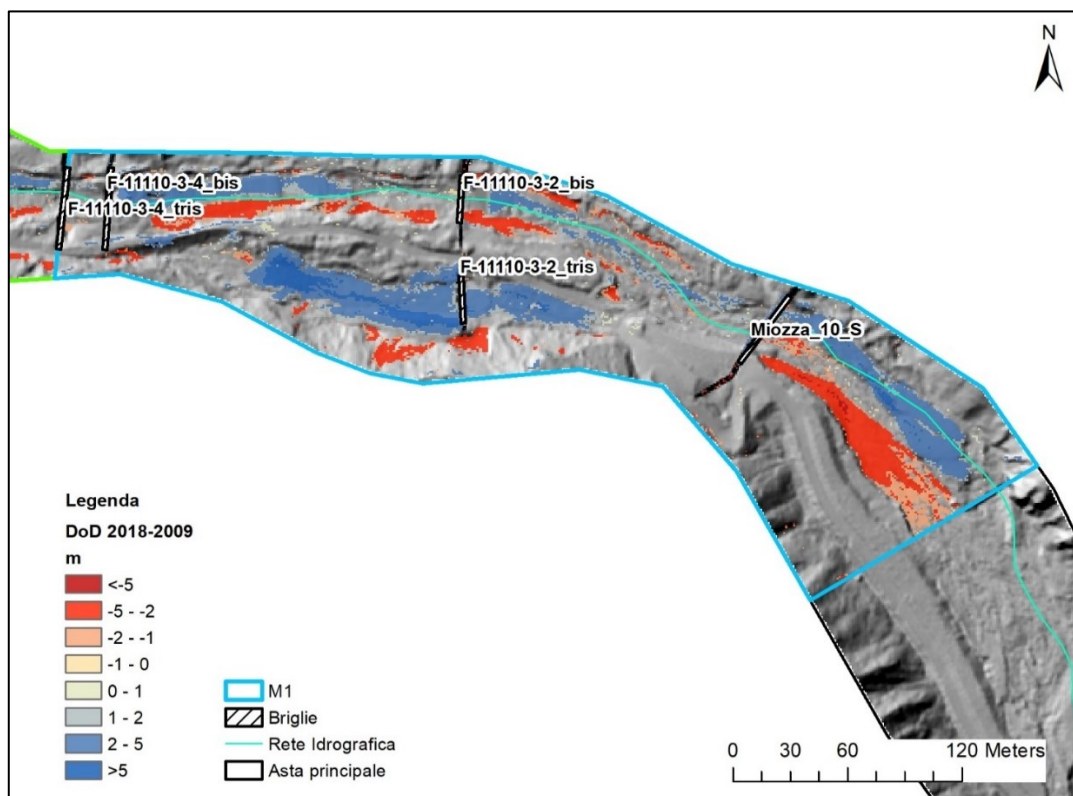 N
F-11110-3-4_bis
F-11110-3-2_bis
F-11110-3-4_tris
F-11110-3-2_tris
Miozza_10_S
Legenda
DoD 2018-2009
m
<-5
-5 - -2
-2 - -1
-1 - 0
0 - 1
1 - 2
2 - 5
>5
M1
Briglie
Rete Idrografica
Asta principale
0 30 60 120 Meters